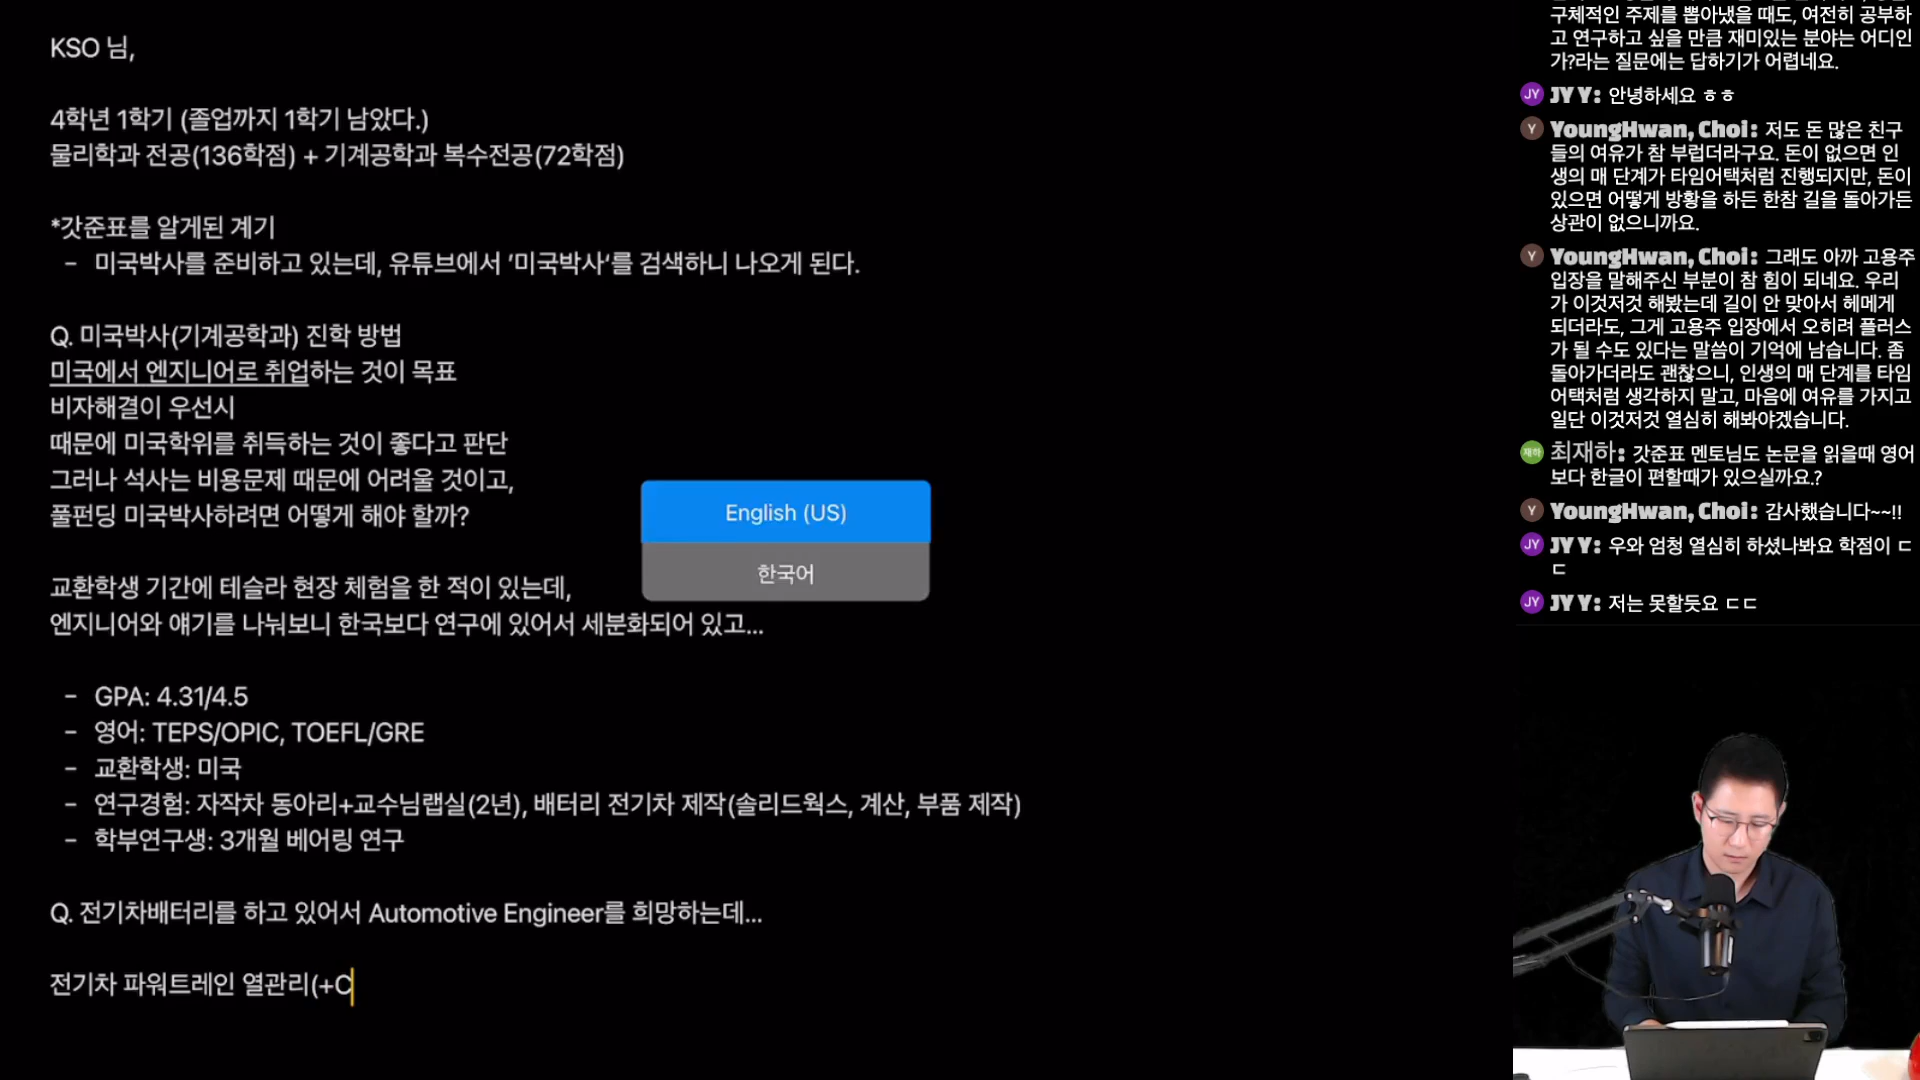 KSO 님,
4학년 1학기 (졸업까지 1학기 남았다.)
물리학과 전공(136학점) + 기계공학과 복수전공(72학점)
*갓준표를 알게된 계기
- 미국박사를 준비하고 있는데, 유튜브에서 ‘미국박사‘를 검색하니 나오게 된다.
Q. 미국박사(기계공학과) 진학 방법
미국에서 엔지니어로 취업하는 것이 목표
비자해결이 우선시
때문에 미국학위를 취득하는 것이 좋다고 판단
그러나 석사는 비용문제 때문에 어려울 것이고,
풀펀딩 미국박사하려면 어떻게 해야 할까?
교환학생 기간에 테슬라 현장 체험을 한 적이 있는데,
엔지니어와 얘기를 나눠보니 한국보다 연구에 있어서 세분화되어 있고...
- GPA: 4.31/4.5
- 영어: TEPS/OPIC, TOEFL/GRE
- 교환학생: 미국
- 연구경험: 자작차 동아리+교수님랩실(2년), 배터리 전기차 제작(솔리드웍스, 계산, 부품 제작)
- 학부연구생: 3개월 베어링 연구
Q. 전기차배터리를 하고 있어서 Automotive Engineer를 희망하는데...
전기차 파워트레인 열관리(+C
English (US)
한국어
구체적인 주제를 뽑아냈을 때도, 여전히 공부하
고 연구하고 싶을 만큼 재미있는 분야는 어디인
가?라는 질문에는 답하기가 어렵네요.
JY JY Y: 안녕하세요 ㅎㅎ
Y YoungHwan, Choi: 저도 돈 많은 친구
들의 여유가 참 부럽더라구요. 돈이 없으면 인
생의 매 단계가 타임어택처럼 진행되지만, 돈이
있으면 어떻게 방황을 하든 한참 길을 돌아가든
상관이 없으니까요.
Y YoungHwan, Choi: 그래도 아까 고용주
입장을 말해주신 부분이 참 힘이 되네요. 우리
가 이것저것 해봤는데 길이 안 맞아서 헤메게
되더라도, 그게 고용주 입장에서 오히려 플러스
가 될 수도 있다는 말씀이 기억에 남습니다. 좀
돌아가더라도 괜찮으니, 인생의 매 단계를 타임
어택처럼 생각하지 말고, 마음에 여유를 가지고
일단 이것저것 열심히 해봐야겠습니다.
재하 최재하: 갓준표 멘토님도 논문을 읽을때 영어
보다 한글이 편할때가 있으실까요.?
Y YoungHwan, Choi: 감사했습니다~~!!
JY JY Y: 우와 엄청 열심히 하셨나봐요 학점이 ㄷ
ㄷ
JY JY Y: 저는 못할듯요 ㄷㄷ